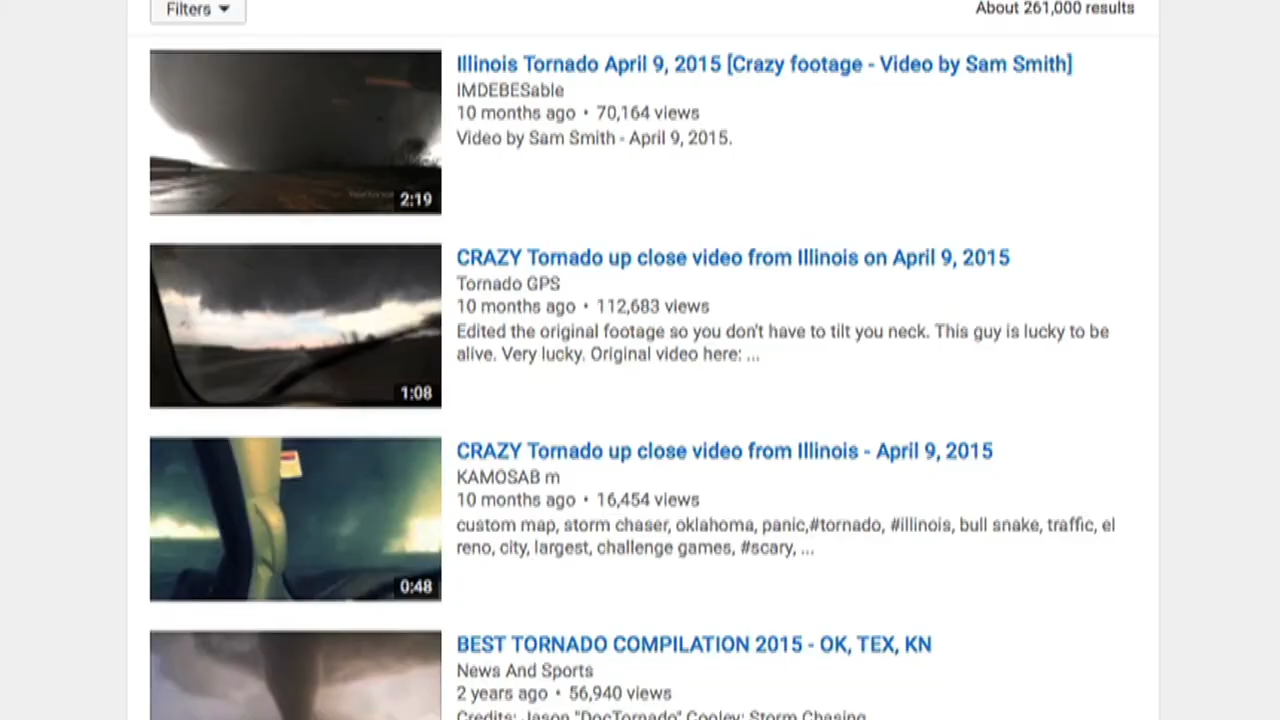 Filters
About 261,000 results
Illinois Tornado April 9, 2015 [Crazy footage - Video by Sam Smith]
IMDEBESable
10 months ago • 70,164 views
Video by Sam Smith - April 9, 2015.
2:19
CRAZY Tornado up close video from Illinois on April 9, 2015
Tornado GPS
10 months ago • 112,683 views
Edited the original footage so you don't have to tilt you neck. This guy is lucky to be
alive. Very lucky. Original video here: ...
1:08
CRAZY Tornado up close video from Illinois - April 9, 2015
KAMOSAB m
10 months ago • 16,454 views
custom map, storm chaser, oklahoma, panic,#tornado, #illinois, bull snake, traffic, el
reno, city, largest, challenge games, #scary, ...
0:48
BEST TORNADO COMPILATION 2015 - OK, TEX, KN
News And Sports
2 years ago • 56,940 views
Credits: Jason "DocTornado" Cooley: Storm Chasing